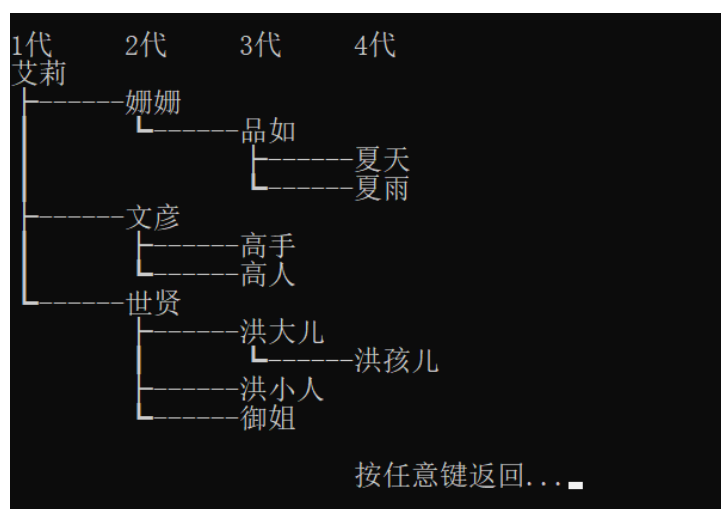 1代 2代 3代 4代
艾莉
├------姗姗
┗------品如
├------夏天
┗------夏雨
├------文彦
├------高手
┗------高人
┗------世贤
├------洪大儿
┗------洪孩儿
├------洪小人
┗------御姐
按任意键返回...